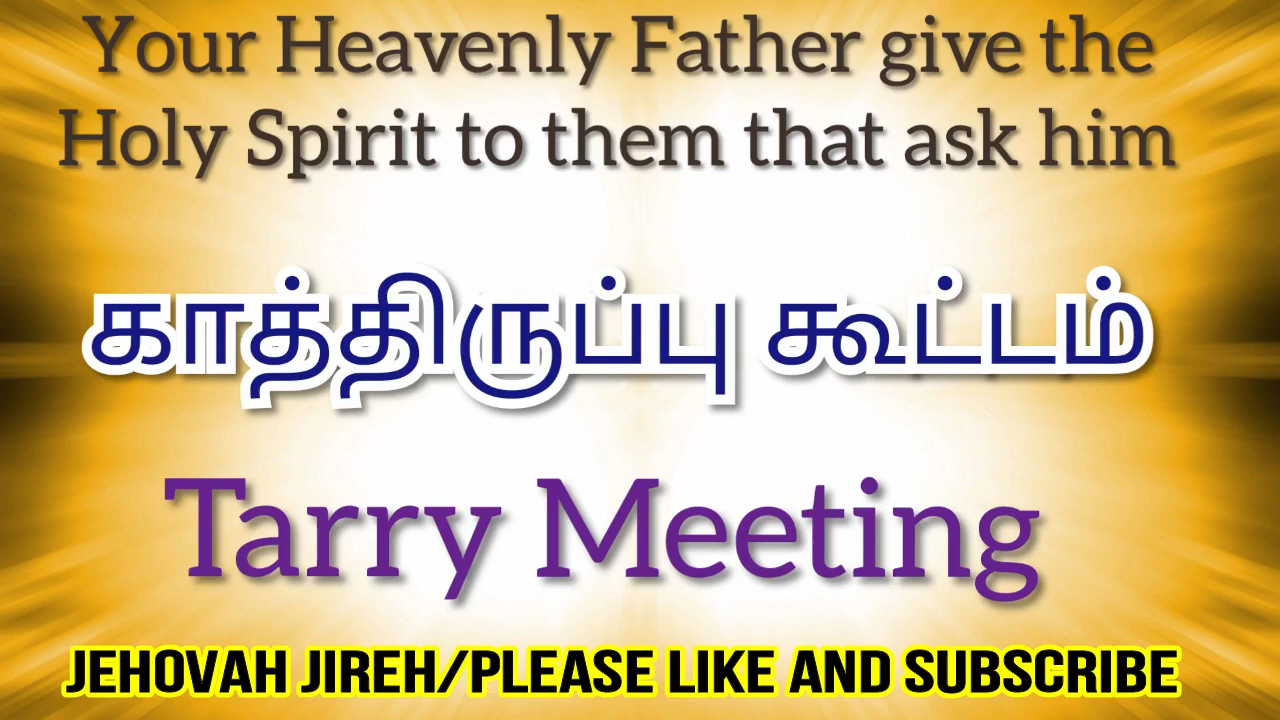 Your Heavenly Father give the
Holy Spirit to them that ask him
காத்திருப்பு கூட்டம்
Tarry Meeting
JEHOVAH JIREH/PLEASE LIKE AND SUBSCRIBE